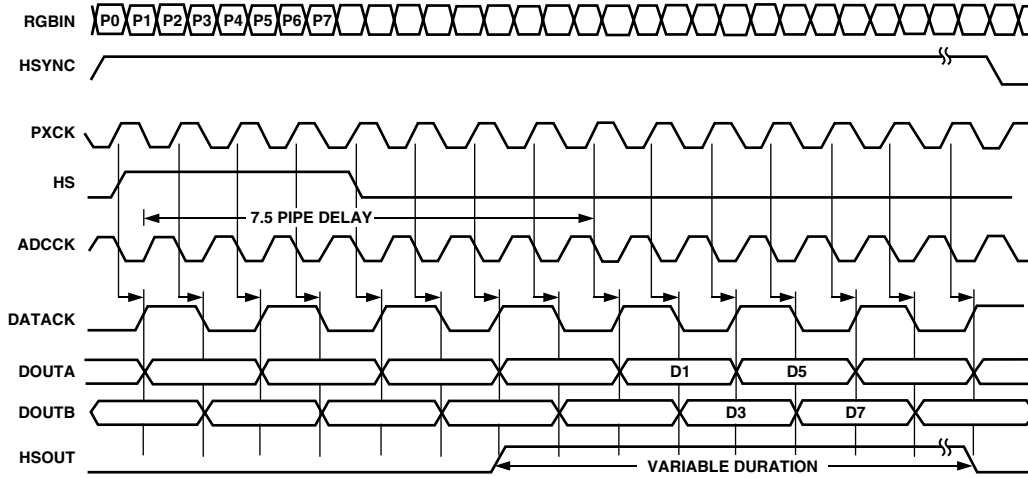 RGBIN P0 P1 P2 P3 P4 P5 P6 P7
HSYNC
PXCK
HS
7.5 PIPE DELAY
ADCCK
DATACK
DOUTA D1 D5
DOUTB D3 D7
HSOUT VARIABLE DURATION